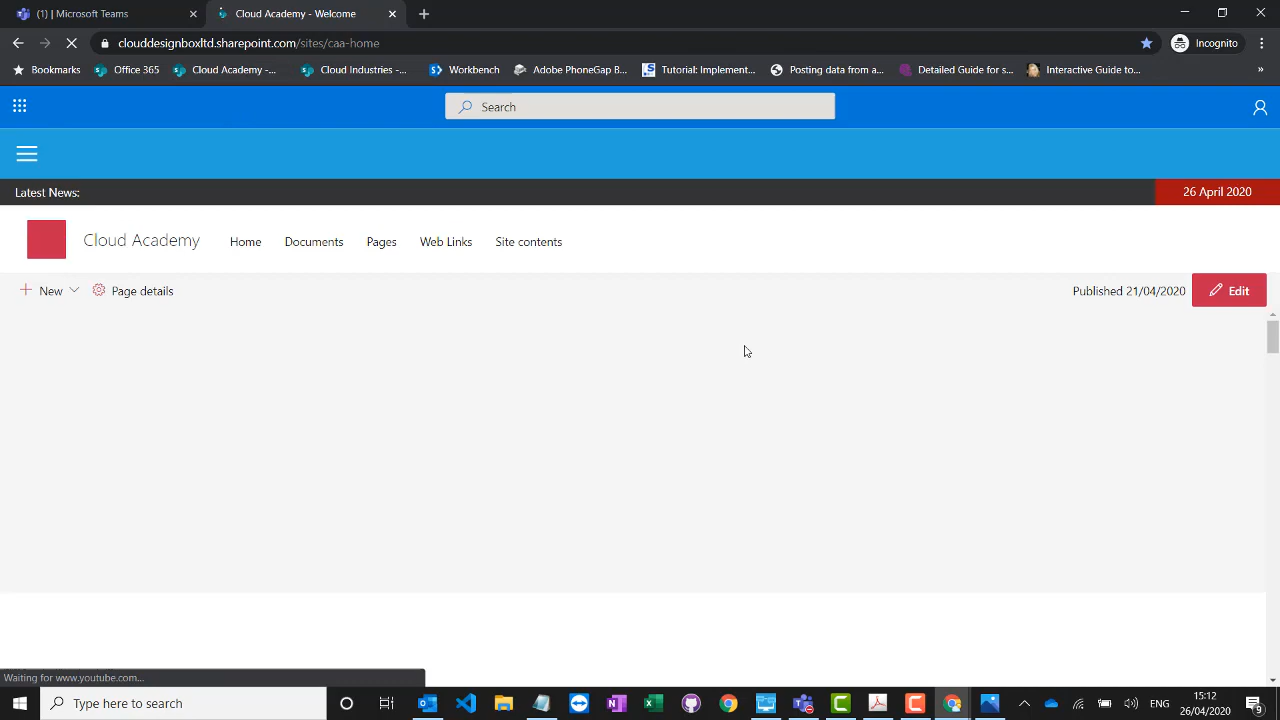 (1) | Microsoft Teams
Cloud Academy - Welcome
clouddesignboxltd.sharepoint.com/sites/caa-home
Incognito
Bookmarks
Office 365
Cloud Academy -...
Cloud Industries -...
Workbench
Adobe PhoneGap B...
Tutorial: Implement...
Posting data from a...
Detailed Guide for s...
Interactive Guide to...
»
Search
Latest News:
26 April 2020
Cloud Academy
Home
Documents
Pages
Web Links
Site contents
New
Page details
Published 21/04/2020
Edit
Waiting for www.youtube.com...
Type here to search
ENG
15:12
26/04/2020
9